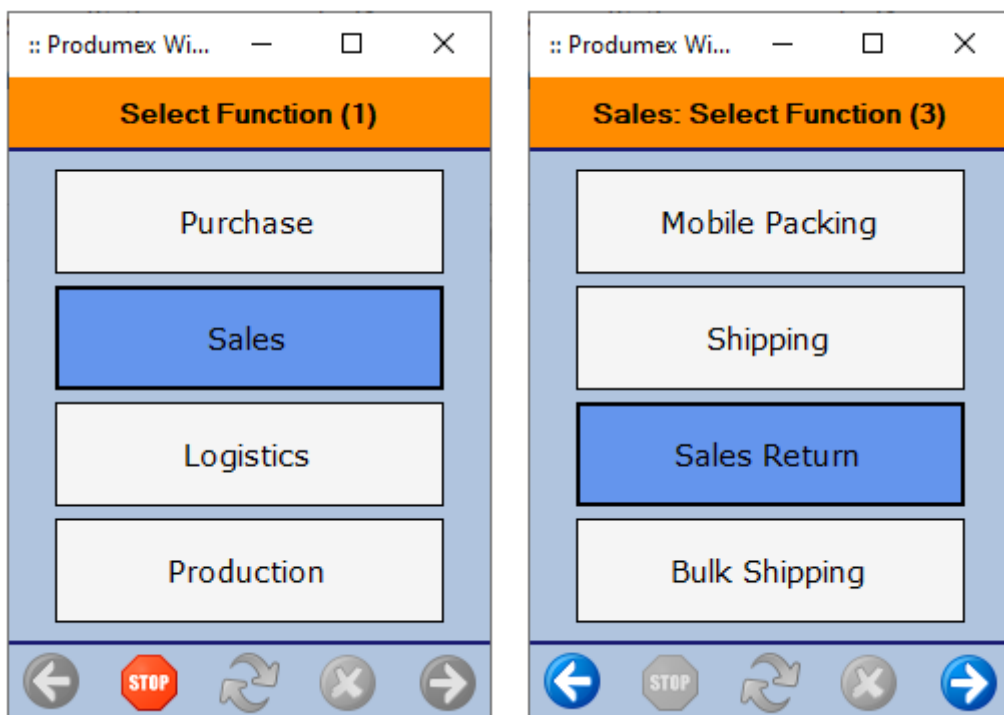 :: Produmex Wi...
Select Function (1)
Purchase
Sales
Logistics
Production
STOP
:: Produmex Wi...
Sales: Select Function (3)
Mobile Packing
Shipping
Sales Return
Bulk Shipping
STOP